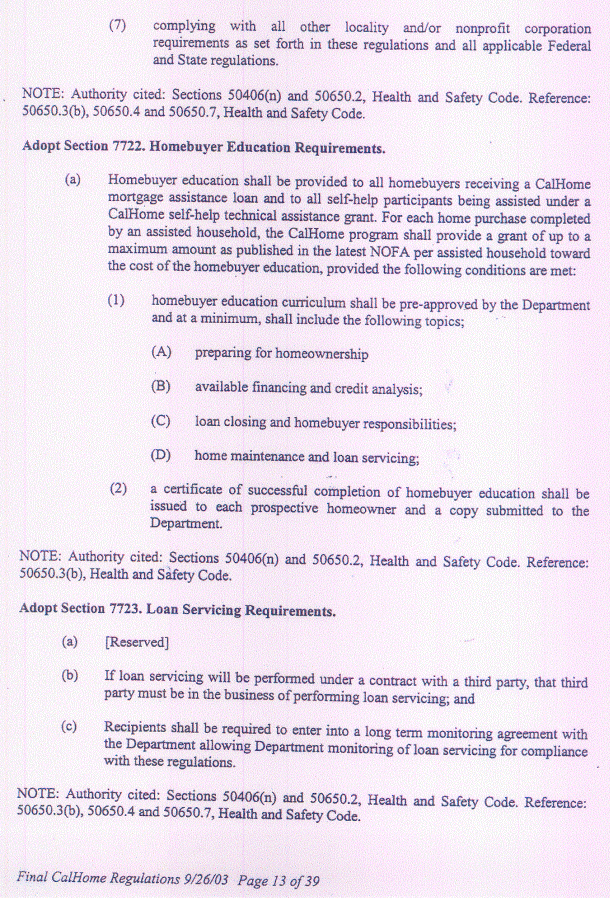 (7) complying with all other locality and/or nonprofit corporation
requirements as set forth in these regulations and all applicable Federal
and State regulations.
NOTE: Authority cited: Sections 50406(n) and 50650.2, Health and Safety Code. Reference:
50650.3(b), 50650.4 and 50650.7, Health and Safety Code.
Adopt Section 7722. Homebuyer Education Requirements.
(a) Homebuyer education shall be provided to all homebuyers receiving a CalHome
mortgage assistance loan and to all self-help participants being assisted under a
CalHome self-help technical assistance grant. For each home purchase completed
by an assisted household, the CalHome program shall provide a grant of up to a
maximum amount as published in the latest NOFA per assisted household toward
the cost of the homebuyer education, provided the following conditions are met:
(1) homebuyer education curriculum shall be pre-approved by the Department
and at a minimum, shall include the following topics;
(A) preparing for homeownership
(B) available financing and credit analysis;
(C) loan closing and homebuyer responsibilities;
(D) home maintenance and loan servicing;
(2) a certificate of successful completion of homebuyer education shall be
issued to each prospective homeowner and a copy submitted to the
Department.
NOTE: Authority cited: Sections 50406(n) and 50650.2, Health and Safety Code. Reference:
50650.3(b), Health and Safety Code.
Adopt Section 7723. Loan Servicing Requirements.
(a) [Reserved]
(b) If loan servicing will be performed under a contract with a third party, that third
party must be in the business of performing loan servicing; and
(c) Recipients shall be required to enter into a long term monitoring agreement with
the Department allowing Department monitoring of loan servicing for compliance
with these regulations.
NOTE: Authority cited: Sections 50406(n) and 50650.2, Health and Safety Code. Reference:
50650.3(b), 50650.4 and 50650.7, Health and Safety Code.
Final CalHome Regulations 9/26/03 Page 13 of 39